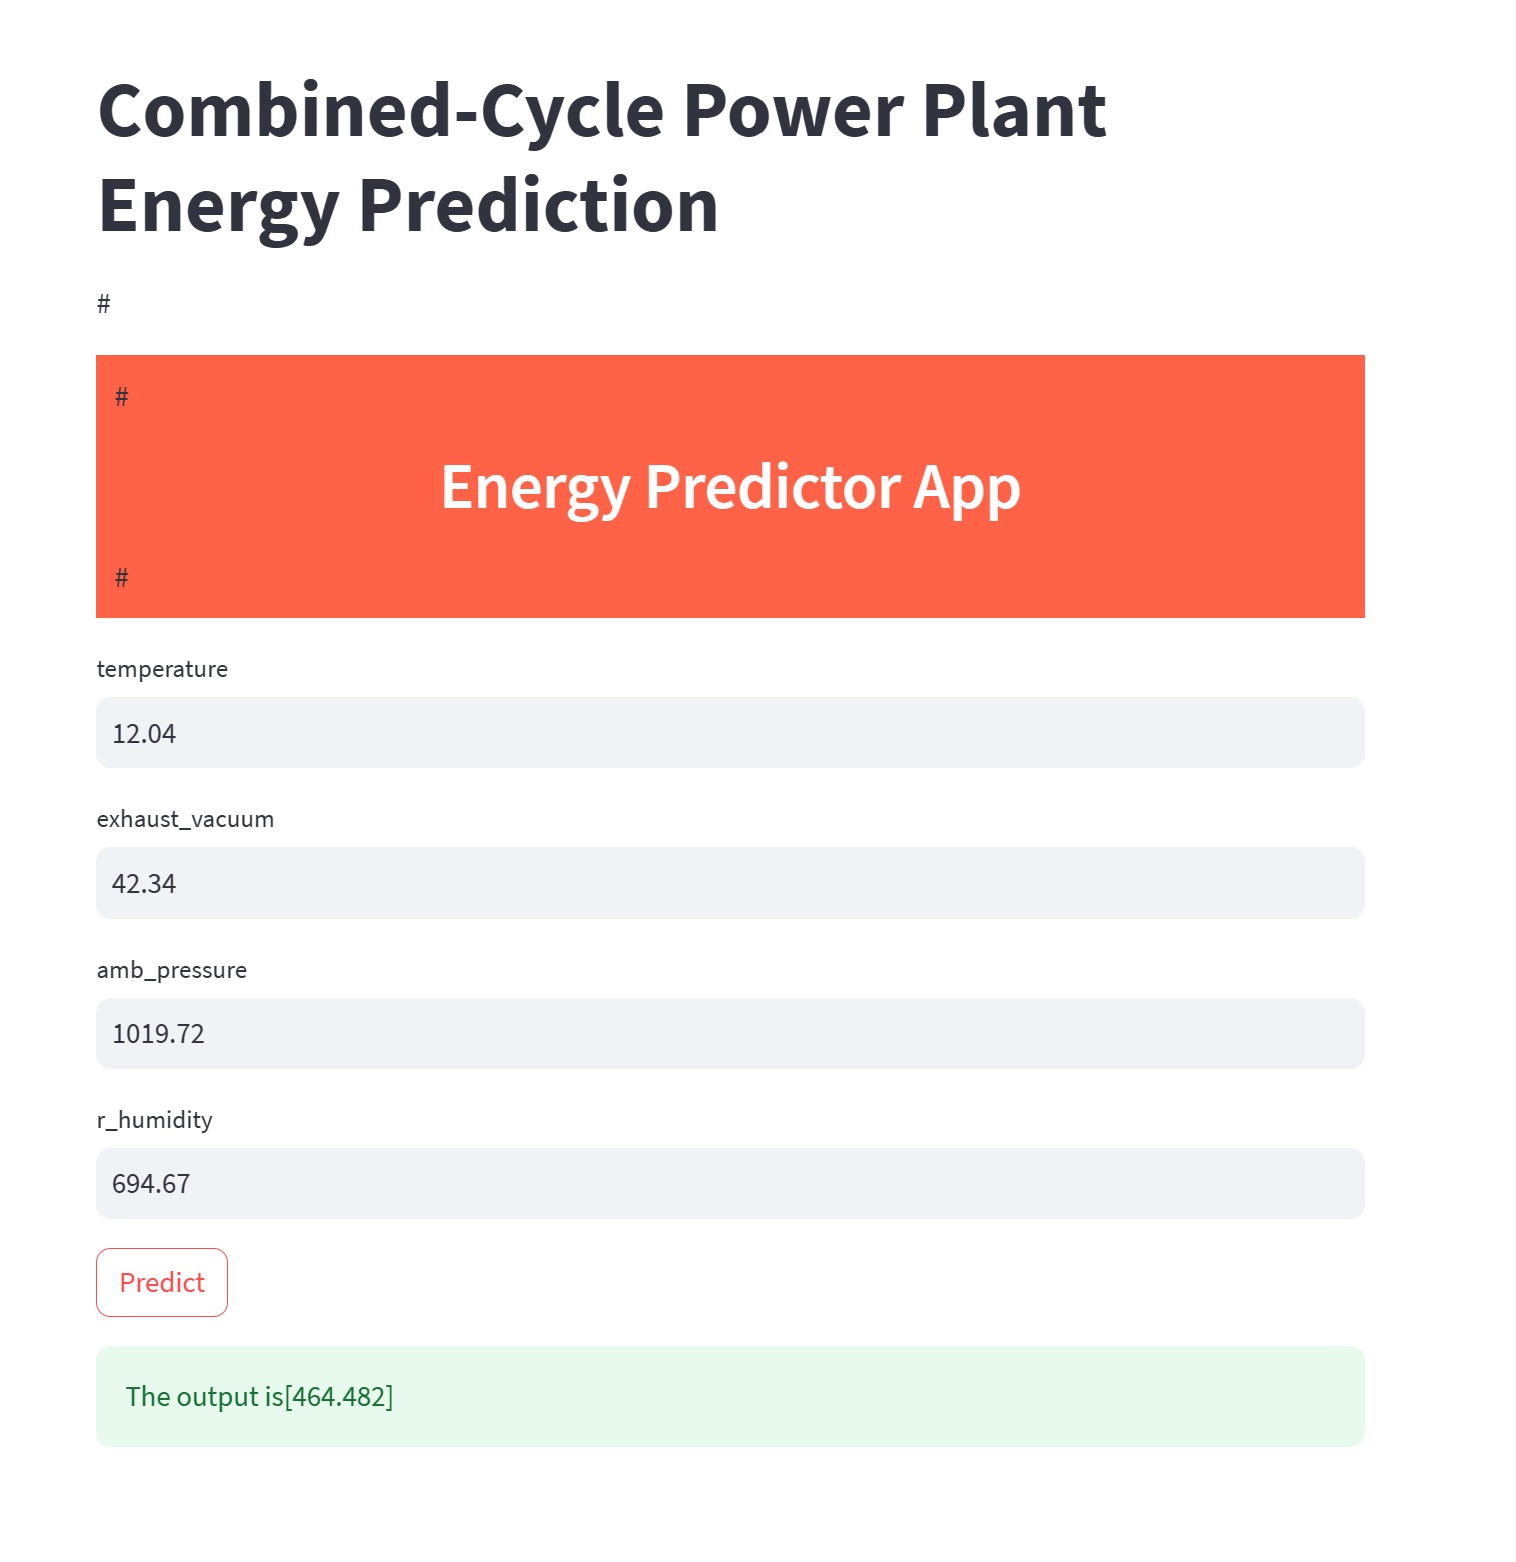 Combined-Cycle Power Plant
Energy Prediction
#
#
Energy Predictor App
#
temperature
12.04
exhaust_vacuum
42.34
amb_pressure
1019.72
r_humidity
694.67
Predict
The output is[464.482]